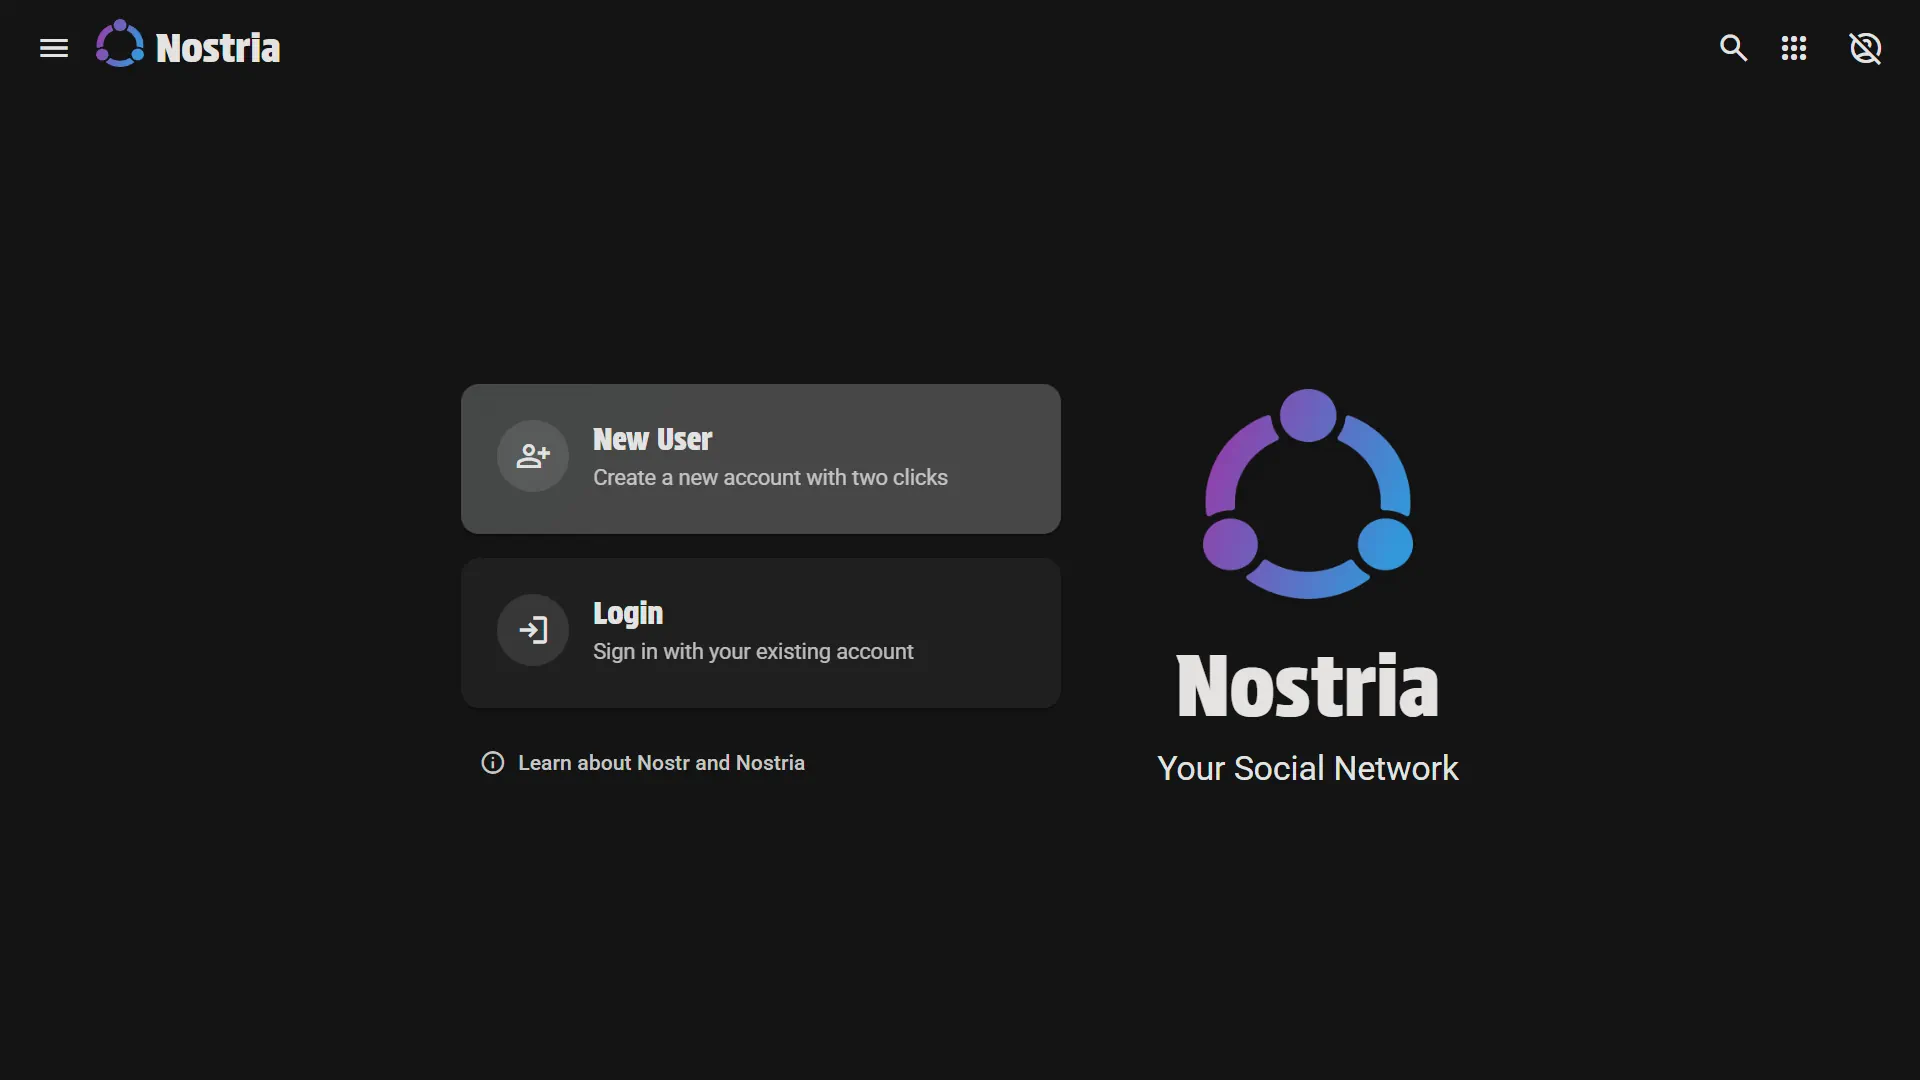 Nostria
New User
Create a new account with two clicks
Login
Sign in with your existing account
Learn about Nostr and Nostria
Nostria
Your Social Network